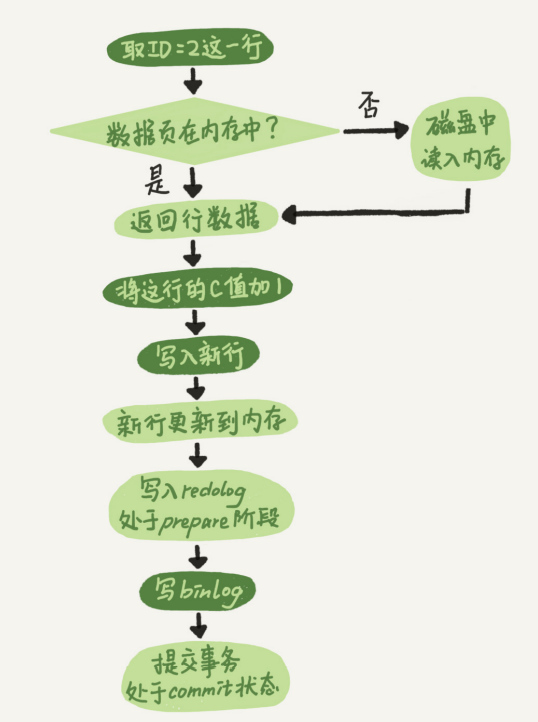 取ID=2这一行
数据页在内存中？
否
磁盘中
读入内存
是
返回行数据
将这行的C值加1
写入新行
新行更新到内存
写入redolog
处于prepare阶段
写binlog
提交事务
处于commit状态